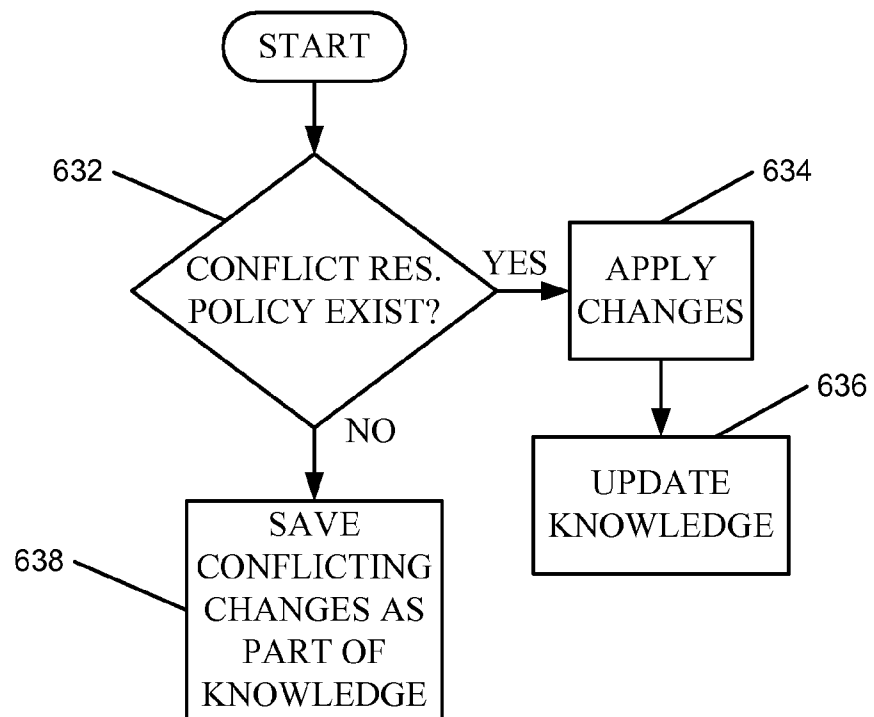 START
632
CONFLICT RES.
POLICY EXIST?
YES
634
APPLY
CHANGES
636
UPDATE
KNOWLEDGE
NO
638
SAVE
CONFLICTING
CHANGES AS
PART OF
KNOWLEDGE